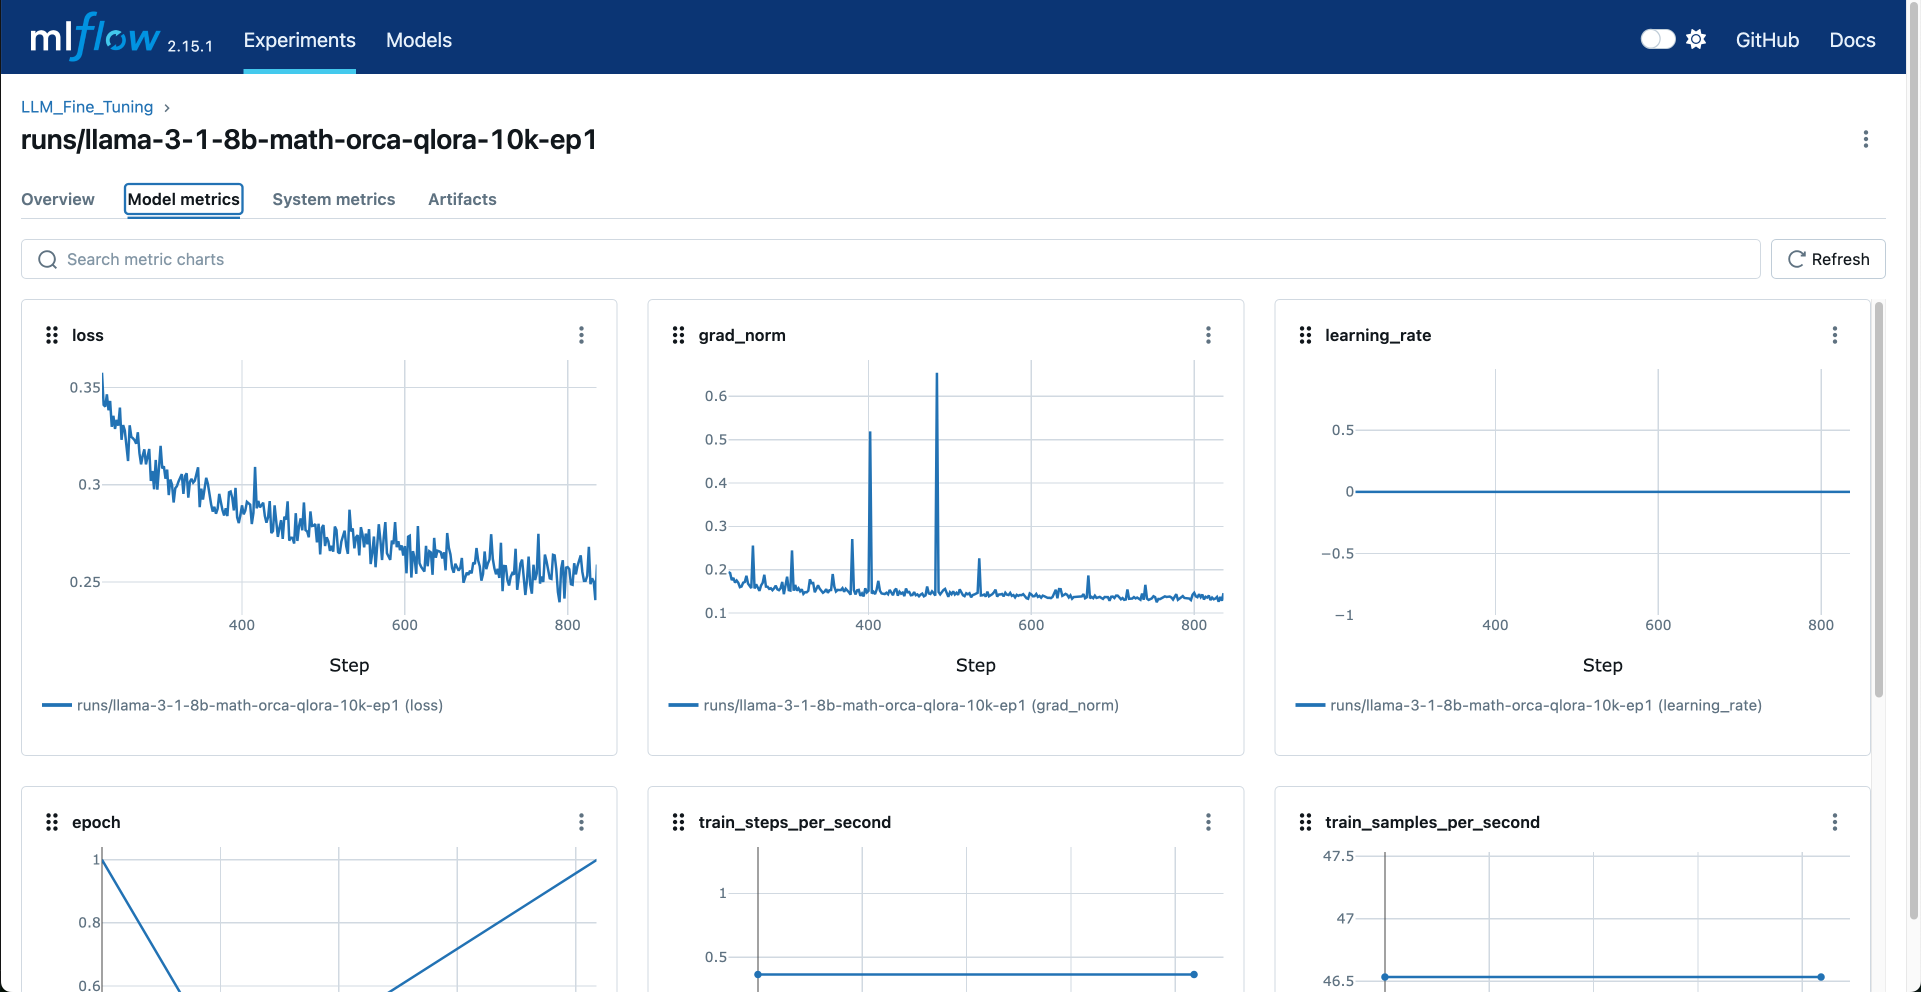 mlflow 2.15.1 Experiments Models GitHub Docs
LLM_Fine_Tuning ›
runs/llama-3-1-8b-math-orca-qlora-10k-ep1
Overview Model metrics System metrics Artifacts
Search metric charts Refresh
loss
0.35
0.3
0.25
400 600 800
Step
runs/llama-3-1-8b-math-orca-qlora-10k-ep1 (loss)
grad_norm
0.6
0.5
0.4
0.3
0.2
0.1
400 600 800
Step
runs/llama-3-1-8b-math-orca-qlora-10k-ep1 (grad_norm)
learning_rate
0.5
0
−0.5
−1
400 600 800
Step
runs/llama-3-1-8b-math-orca-qlora-10k-ep1 (learning_rate)
epoch
1
0.8
0.6
train_steps_per_second
1
0.5
train_samples_per_second
47.5
47
46.5